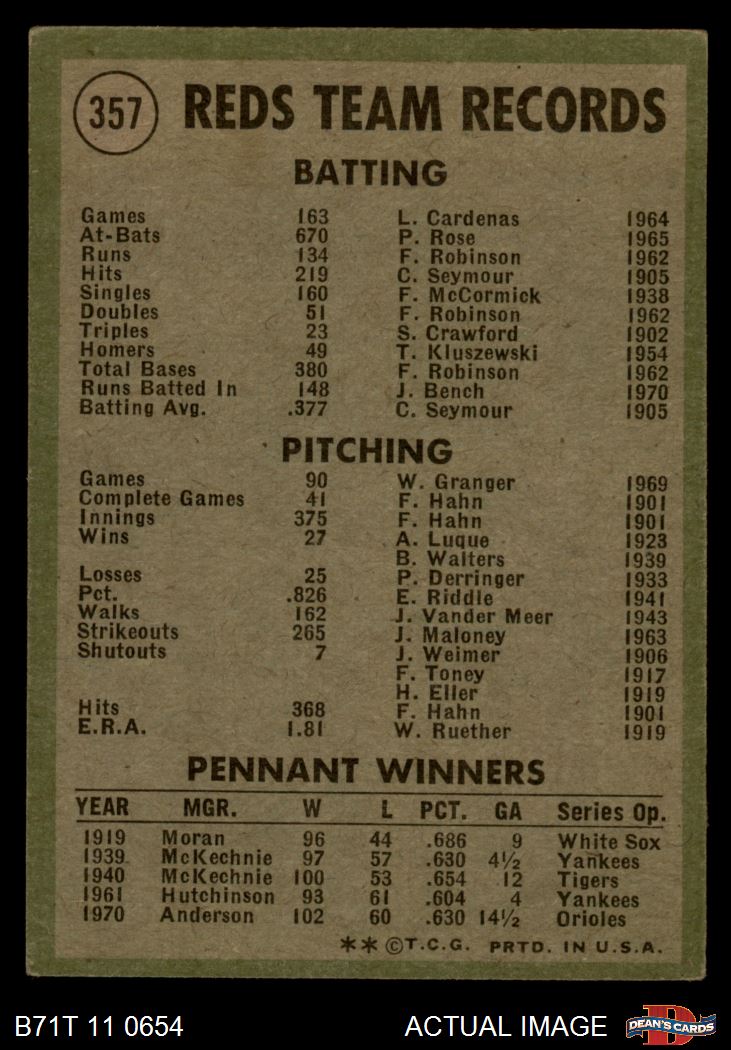 357 REDS TEAM RECORDS
BATTING
Games 163 L. Cardenas 1964
At-Bats 670 P. Rose 1965
Runs 134 F. Robinson 1962
Hits 219 C. Seymour 1905
Singles 160 F. McCormick 1938
Doubles 51 F. Robinson 1962
Triples 23 S. Crawford 1902
Homers 49 T. Kluszewski 1954
Total Bases 380 F. Robinson 1962
Runs Batted In 148 J. Bench 1970
Batting Avg. .377 C. Seymour 1905
PITCHING
Games 90 W. Granger 1969
Complete Games 41 F. Hahn 1901
Innings 375 F. Hahn 1901
Wins 27 A. Luque 1923
B. Walters 1939
Losses 25 P. Derringer 1933
Pct. .826 E. Riddle 1941
Walks 162 J. Vander Meer 1943
Strikeouts 265 J. Maloney 1963
Shutouts 7 J. Weimer 1906
F. Toney 1917
H. Eller 1919
Hits 368 F. Hahn 1901
E.R.A. 1.81 W. Ruether 1919
PENNANT WINNERS
YEAR MGR. W L PCT. GA Series Op.
1919 Moran 96 44 .686 9 White Sox
1939 McKechnie 97 57 .630 4½ Yankees
1940 McKechnie 100 53 .654 12 Tigers
1961 Hutchinson 93 61 .604 4 Yankees
1970 Anderson 102 60 .630 14½ Orioles
** ©T.C.G. PRTD. IN U.S.A.
B71T 11 0654 ACTUAL IMAGE DEAN'S CARDS